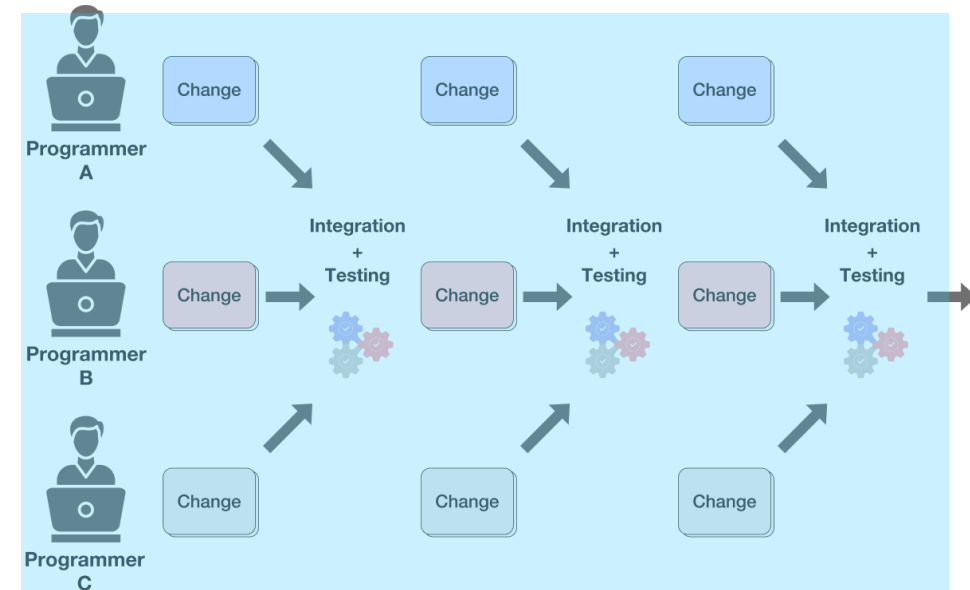 Change
Change
Change
Programmer
A
Integration
+
Testing
Integration
+
Testing
Integration
+
Testing
Change
Change
Change
Programmer
B
Change
Change
Change
Programmer
C